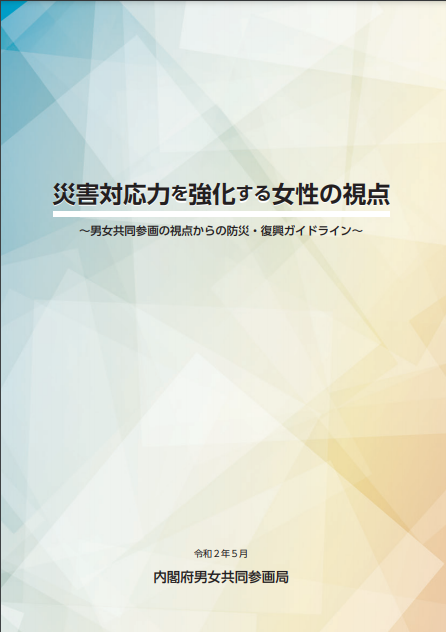 災害対応力を強化する女性の視点
～男女共同参画の視点からの防災・復興ガイドライン～
令和２年５月
内閣府男女共同参画局